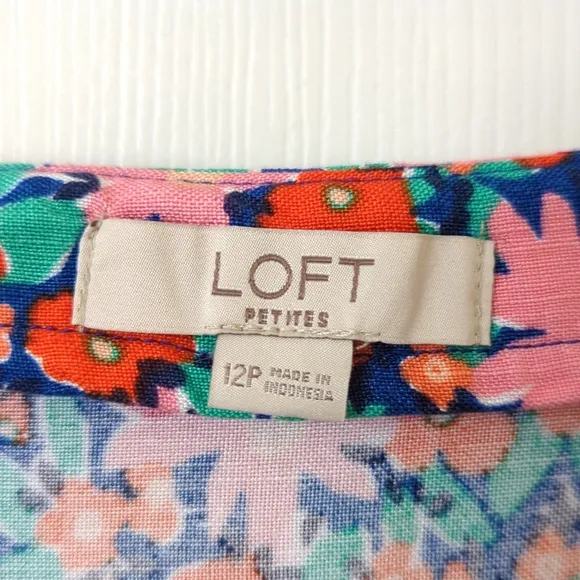 LOFT
PETITES
12P MADE IN
INDONESIA